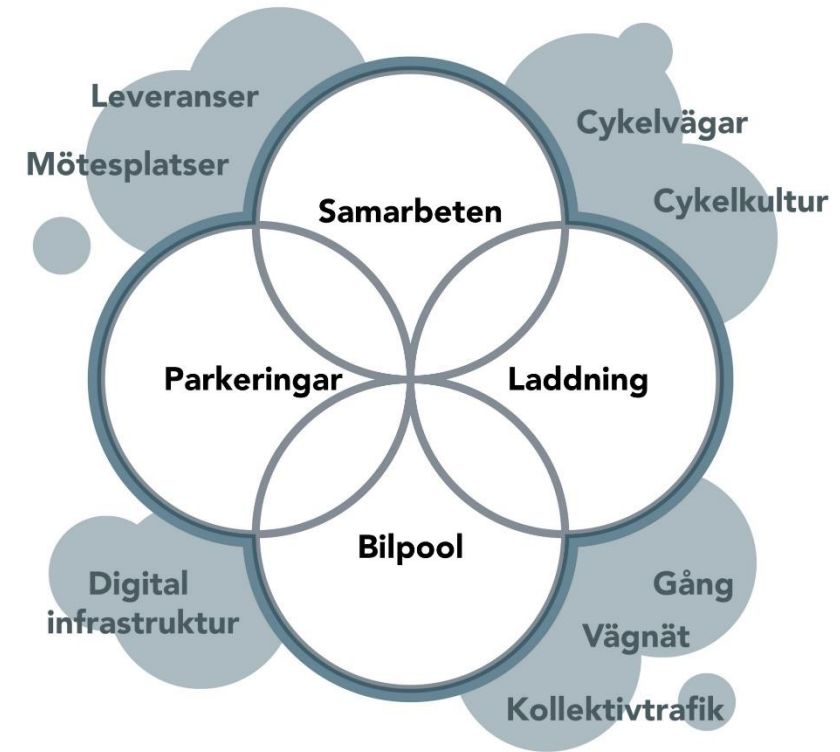 Leveranser
Mötesplatser
Cykelvägar
Cykelkultur
Samarbeten
Parkeringar
Laddning
Bilpool
Digital
infrastruktur
Gång
Vägnät
Kollektivtrafik